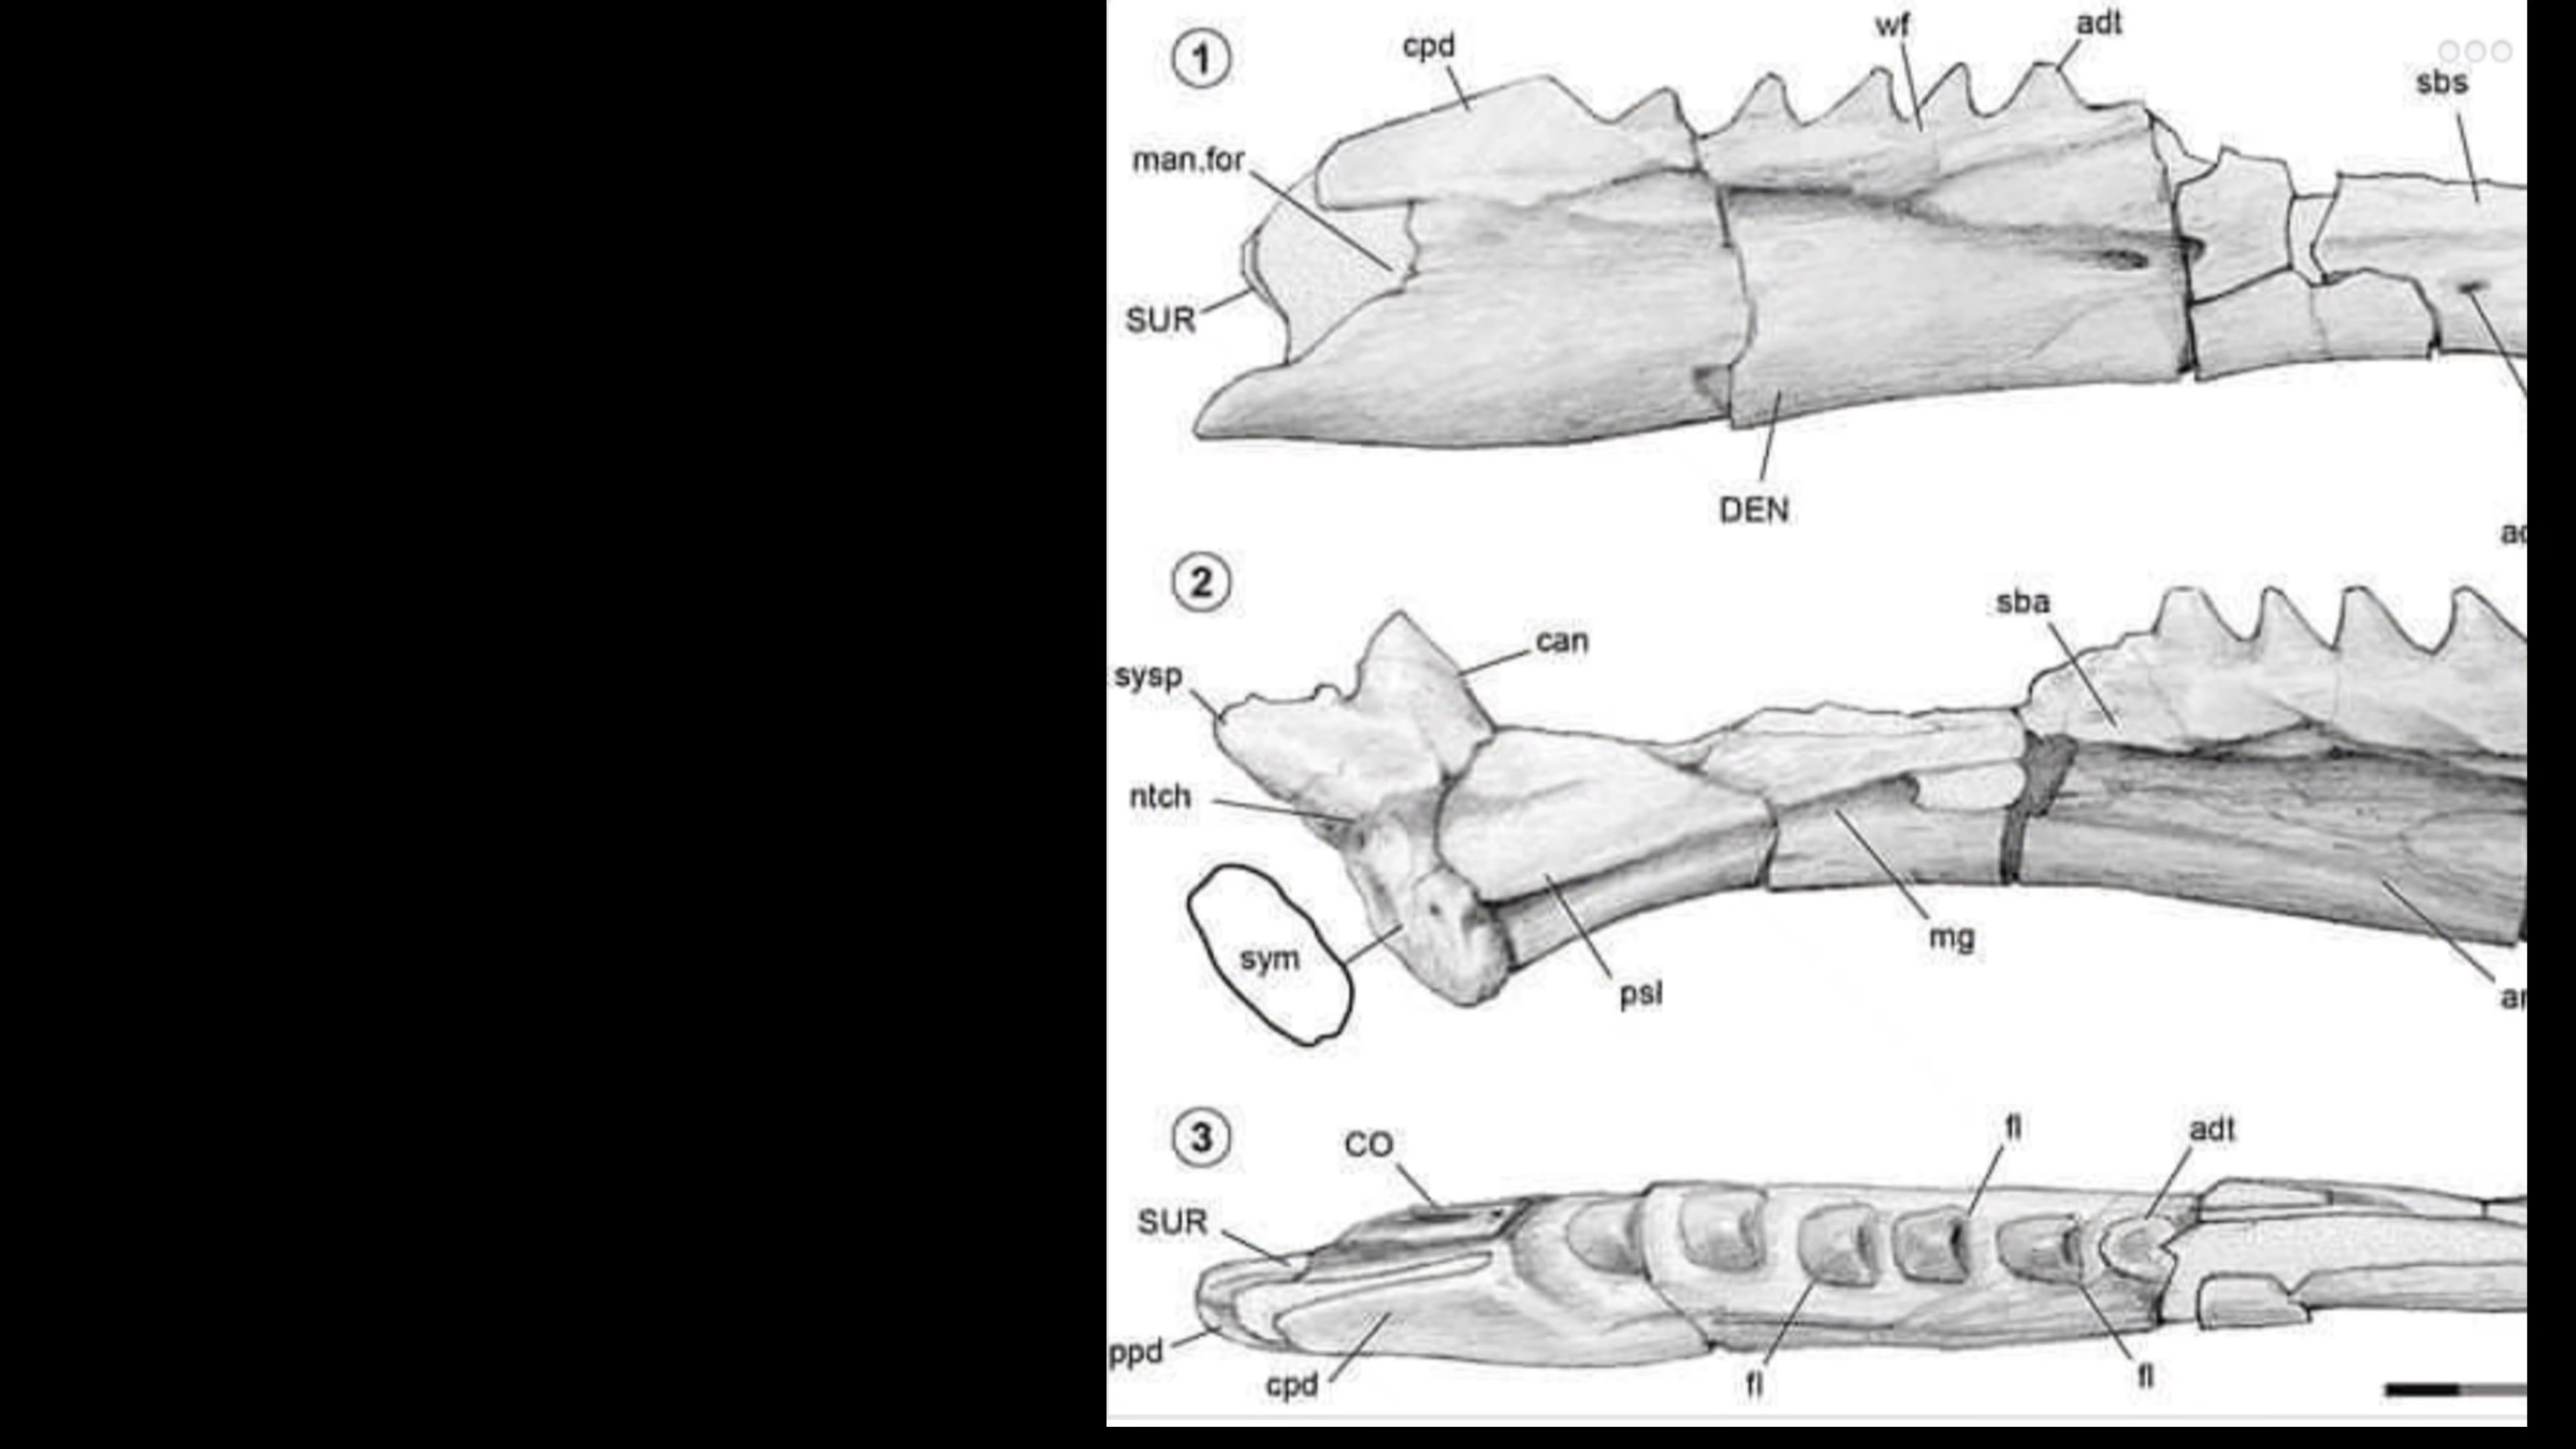 1
cpd
wf
adt
sbs
man.for
SUR
DEN
2
sba
can
sysp
ntch
sym
mg
psl
3
CO
fl
adt
SUR
ppd
cpd
fl
fl